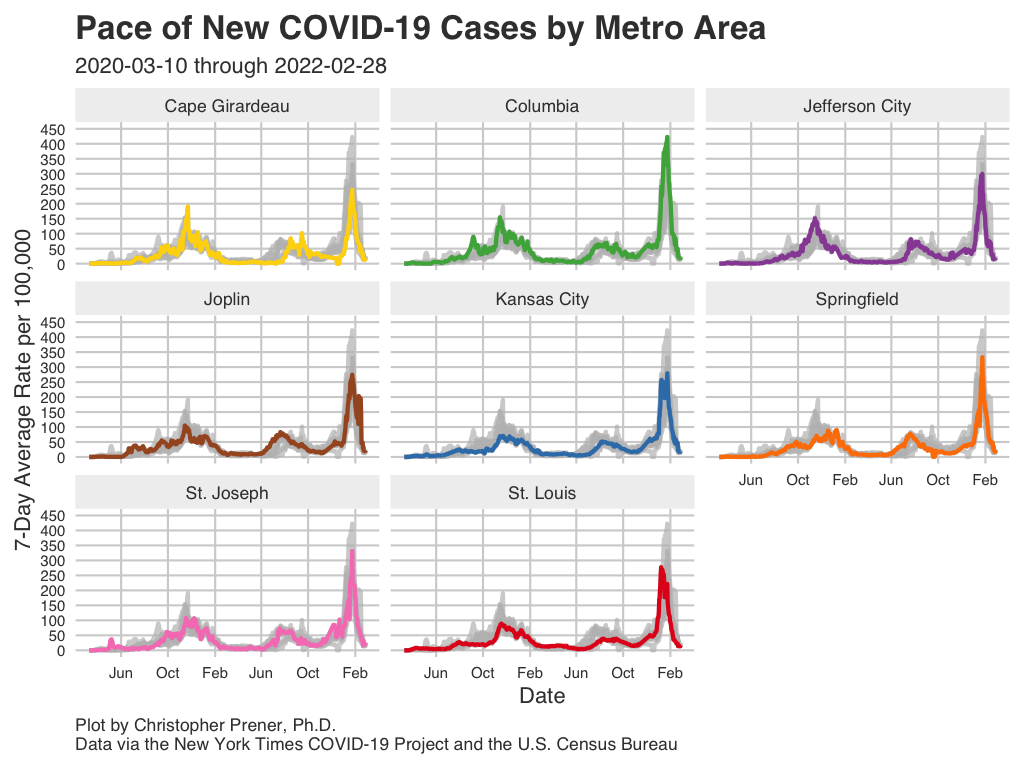 Pace of New COVID-19 Cases by Metro Area
2020-03-10 through 2022-02-28
Cape Girardeau
Columbia
Jefferson City
450
400
350
300
250
200
150
100
50
0
Joplin
Kansas City
Springfield
450
400
350
300
250
200
150
100
50
0
Jun Oct Feb Jun Oct Feb
St. Joseph
St. Louis
450
400
350
300
250
200
150
100
50
0
Jun Oct Feb Jun Oct Feb
Jun Oct Feb Jun Oct Feb
7-Day Average Rate per 100,000
Date
Plot by Christopher Prener, Ph.D.
Data via the New York Times COVID-19 Project and the U.S. Census Bureau